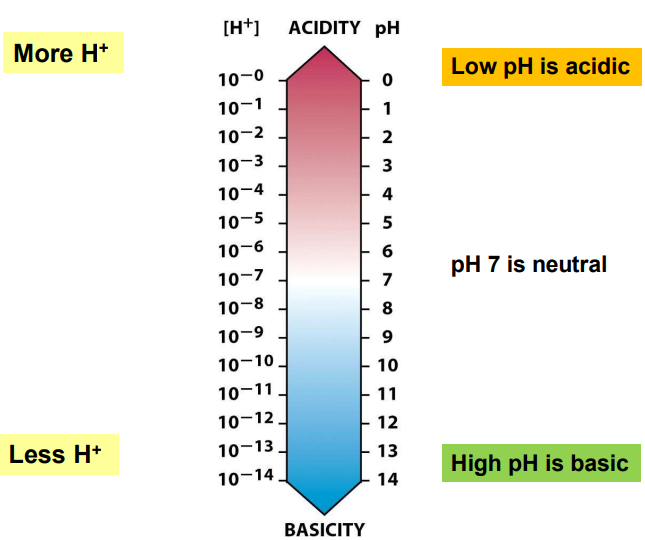 [H⁺] ACIDITY pH
More H⁺
Low pH is acidic
10⁻⁰ 0
10⁻¹ 1
10⁻² 2
10⁻³ 3
10⁻⁴ 4
10⁻⁵ 5
10⁻⁶ 6
pH 7 is neutral
10⁻⁷ 7
10⁻⁸ 8
10⁻⁹ 9
10⁻¹⁰ 10
10⁻¹¹ 11
10⁻¹² 12
10⁻¹³ 13
Less H⁺
High pH is basic
10⁻¹⁴ 14
BASICITY